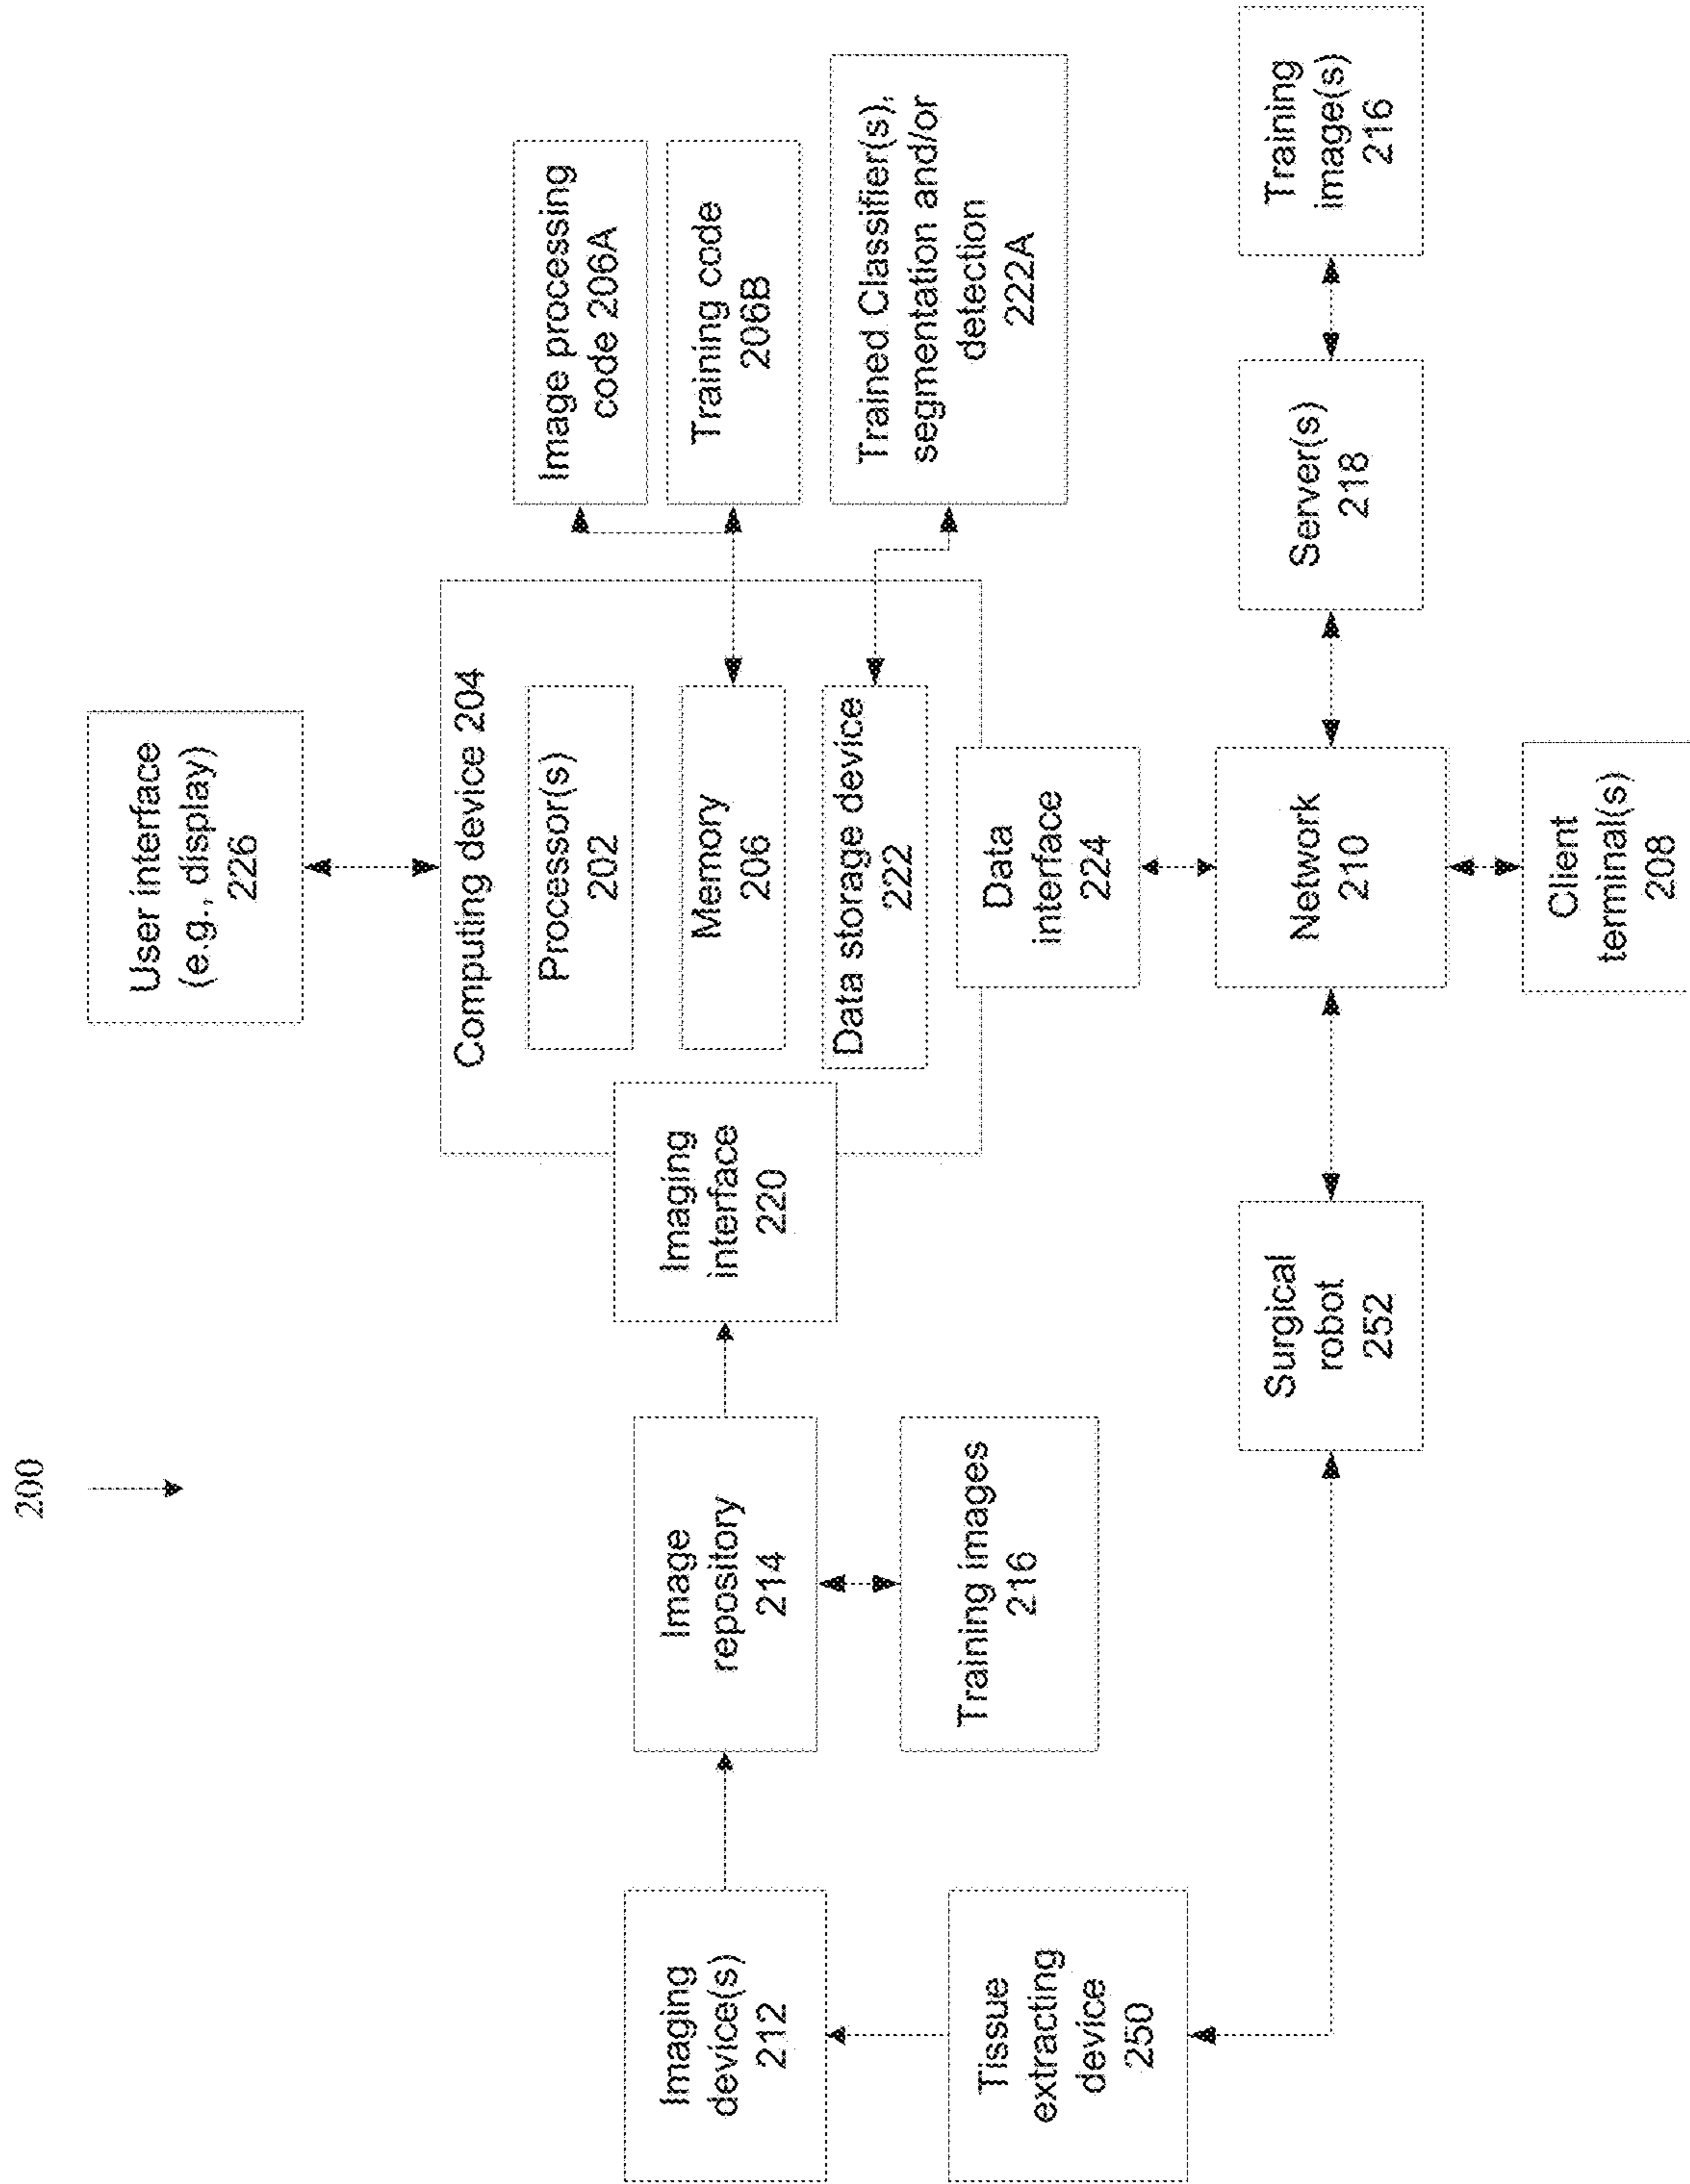 200
User interface
(e.g., display)
226
Computing device 204
Processor(s)
202
Memory
206
Data storage device
222
Image processing
code 206A
Training code
206B
Trained Classifier(s),
segmentation and/or
detection
222A
Imaging
device(s)
212
Image
repository
214
Imaging
interface
220
Training images
216
Data
interface
224
Tissue
extracting
device
250
Surgical
robot
252
Network
210
Server(s)
218
Training
image(s)
216
Client
terminal(s)
208